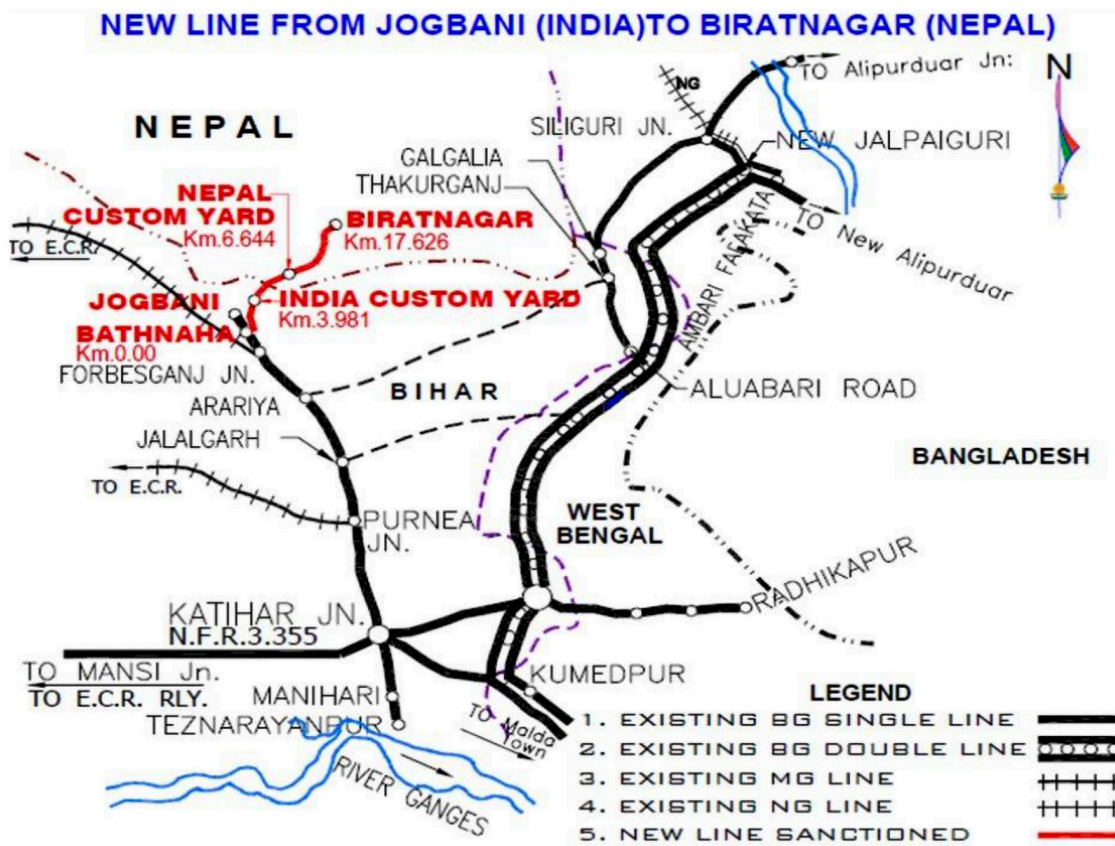 NEW LINE FROM JOGBANI (INDIA)TO BIRATNAGAR (NEPAL)
TO Alipurduar Jn:
N
NG
NEPAL
SILIGURI JN.
NEW JALPAIGURI
GALGALIA
THAKURGANJ
NEPAL
CUSTOM YARD
Km.6.644
BIRATNAGAR
Km.17.626
TO E.C.R.
TO New Alipurduar
AMBARI FALAKATA
JOGBANI
INDIA CUSTOM YARD
Km.3.981
BATHNAHA
Km.0.00
FORBESGANJ JN.
ARARIYA
BIHAR
ALUABARI ROAD
JALALGARH
BANGLADESH
TO E.C.R.
PURNEA
JN.
WEST
BENGAL
RADHIKAPUR
KATIHAR JN.
N.F.R.3.355
TO MANSI Jn.
TO E.C.R. RLY.
KUMEDPUR
MANIHARI
TEZNARAYANPUR
TO Malda
Town
RIVER GANGES
LEGEND
1. EXISTING BG SINGLE LINE
2. EXISTING BG DOUBLE LINE
3. EXISTING MG LINE
4. EXISTING NG LINE
5. NEW LINE SANCTIONED